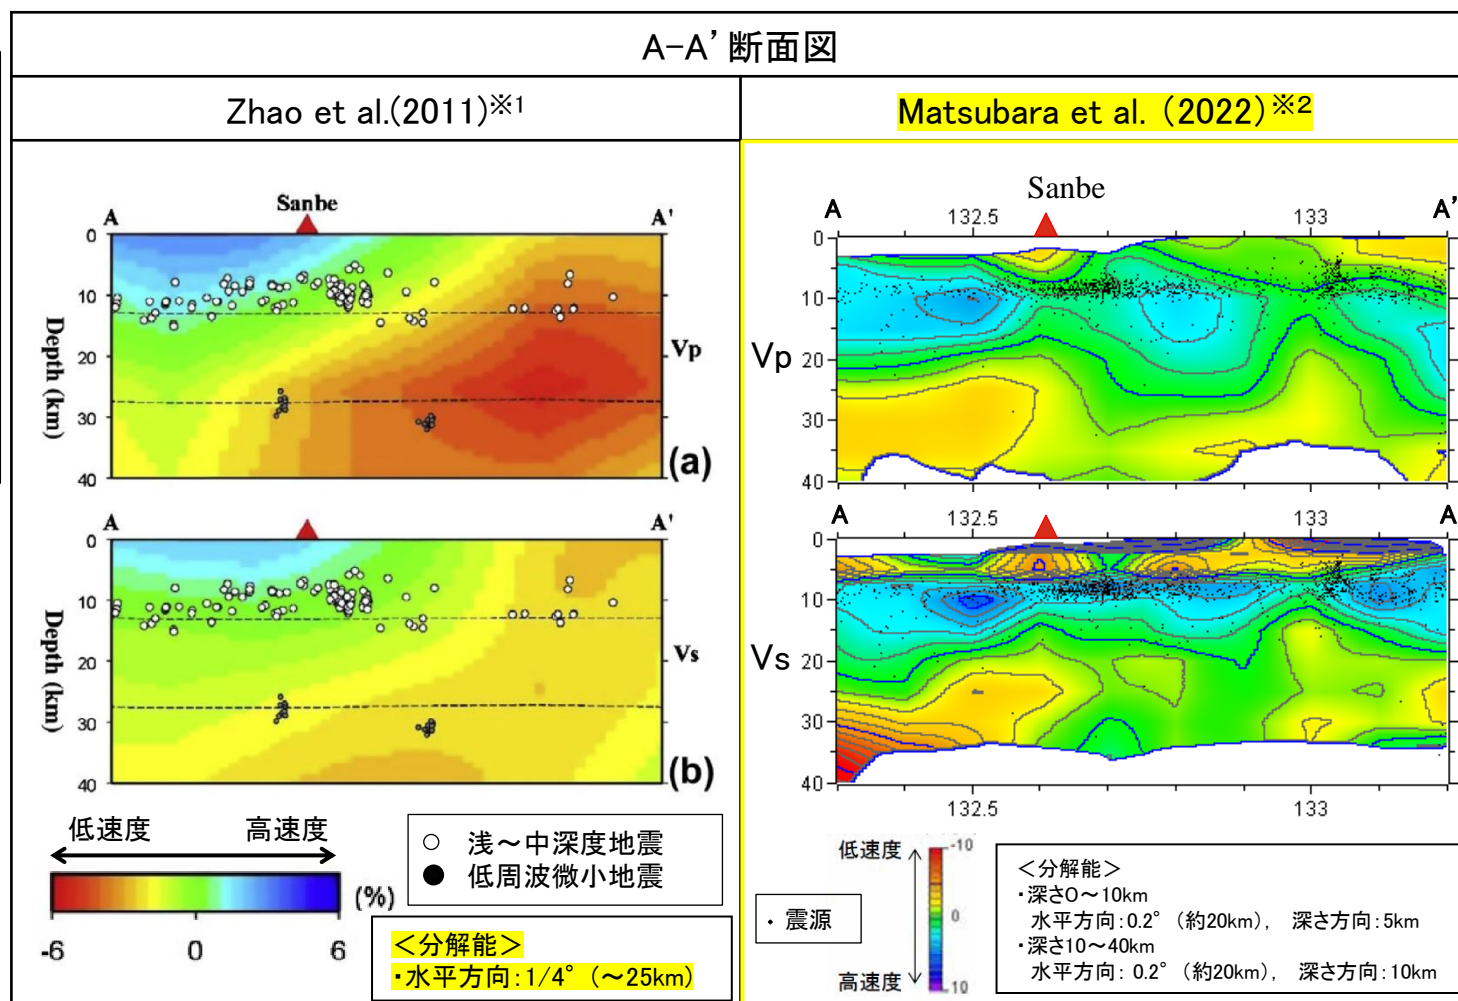 A-A’断面図
Zhao et al.(2011)※1
Matsubara et al.（2022）※2
Sanbe
A
A'
0
10
20
30
40
Depth (km)
Vp
(a)
A
A'
0
10
20
30
40
Depth (km)
Vs
(b)
低速度
高速度
(%)
-6
0
6
○ 浅～中深度地震
● 低周波微小地震
＜分解能＞
・水平方向：1/4°（～25km）
Sanbe
A
132.5
133
A’
0
10
20
30
40
Vp
A
132.5
133
A
0
10
20
30
40
Vs
132.5
133
・震源
低速度
高速度
-10
0
10
＜分解能＞
・深さ0～10km
水平方向：0.2°（約20km），深さ方向：5km
・深さ10～40km
水平方向：0.2°（約20km），深さ方向：10km